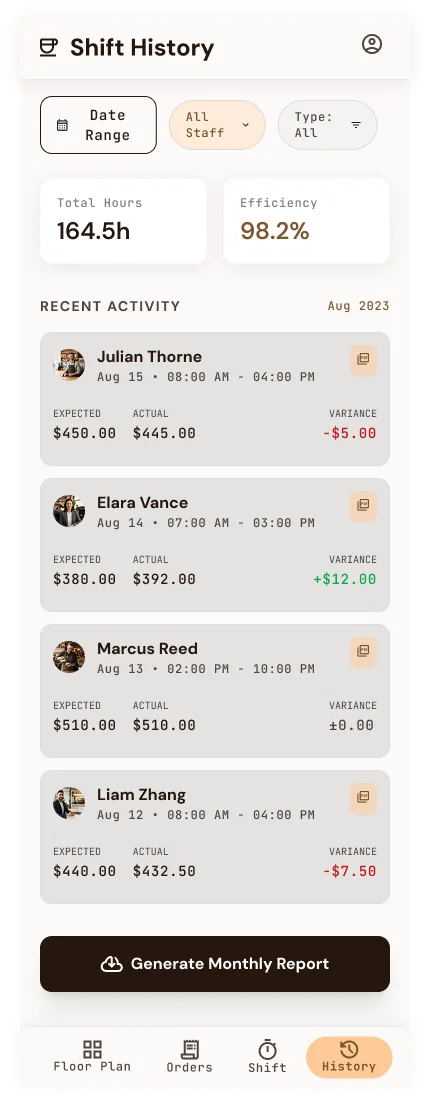 Shift History
Date
Range
All
Staff
Type:
All
Total Hours
164.5h
Efficiency
98.2%
RECENT ACTIVITY
Aug 2023
Julian Thorne
Aug 15 • 08:00 AM - 04:00 PM
EXPECTED
ACTUAL
VARIANCE
$450.00
$445.00
-$5.00
Elara Vance
Aug 14 • 07:00 AM - 03:00 PM
EXPECTED
ACTUAL
VARIANCE
$380.00
$392.00
+$12.00
Marcus Reed
Aug 13 • 02:00 PM - 10:00 PM
EXPECTED
ACTUAL
VARIANCE
$510.00
$510.00
±0.00
Liam Zhang
Aug 12 • 08:00 AM - 04:00 PM
EXPECTED
ACTUAL
VARIANCE
$440.00
$432.50
-$7.50
Generate Monthly Report
Floor Plan
Orders
Shift
History